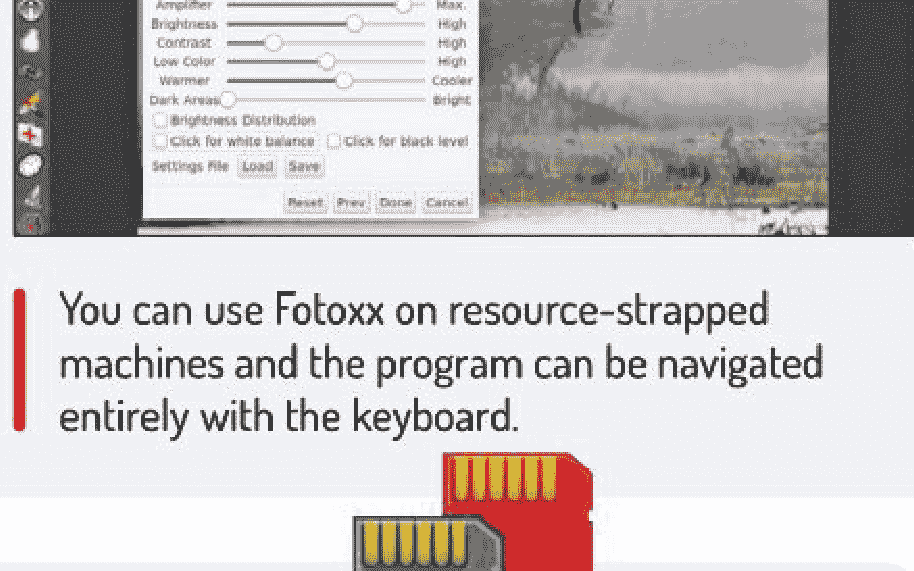 Amplifier Max.
Brightness High
Contrast High
Low Color High
Warmer Cooler
Dark Areas Bright
Brightness Distribution
Click for white balance Click for black level
Settings File Load Save
Reset Prev Done Cancel
You can use Fotoxx on resource-strapped
machines and the program can be navigated
entirely with the keyboard.